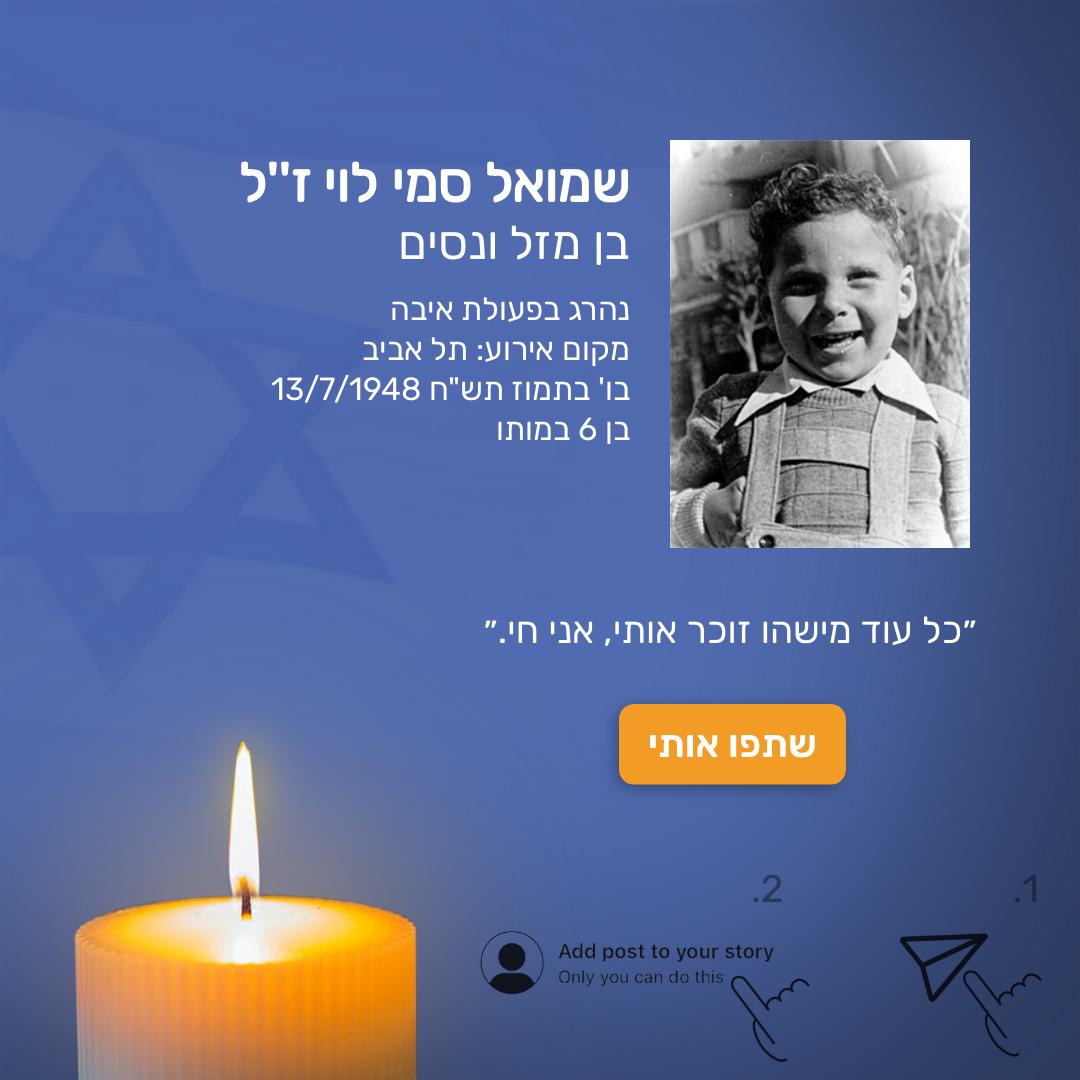 שמואל סמי לוי ז"ל
בן מזל ונסים
נהרג בפעולת איבה
מקום אירוע: תל אביב
בו' בתמוז תש"ח 13/7/1948
בן 6 במותו
״כל עוד מישהו זוכר אותי, אני חי.״
שתפו אותי
1.
2.
Add post to your story
Only you can do this